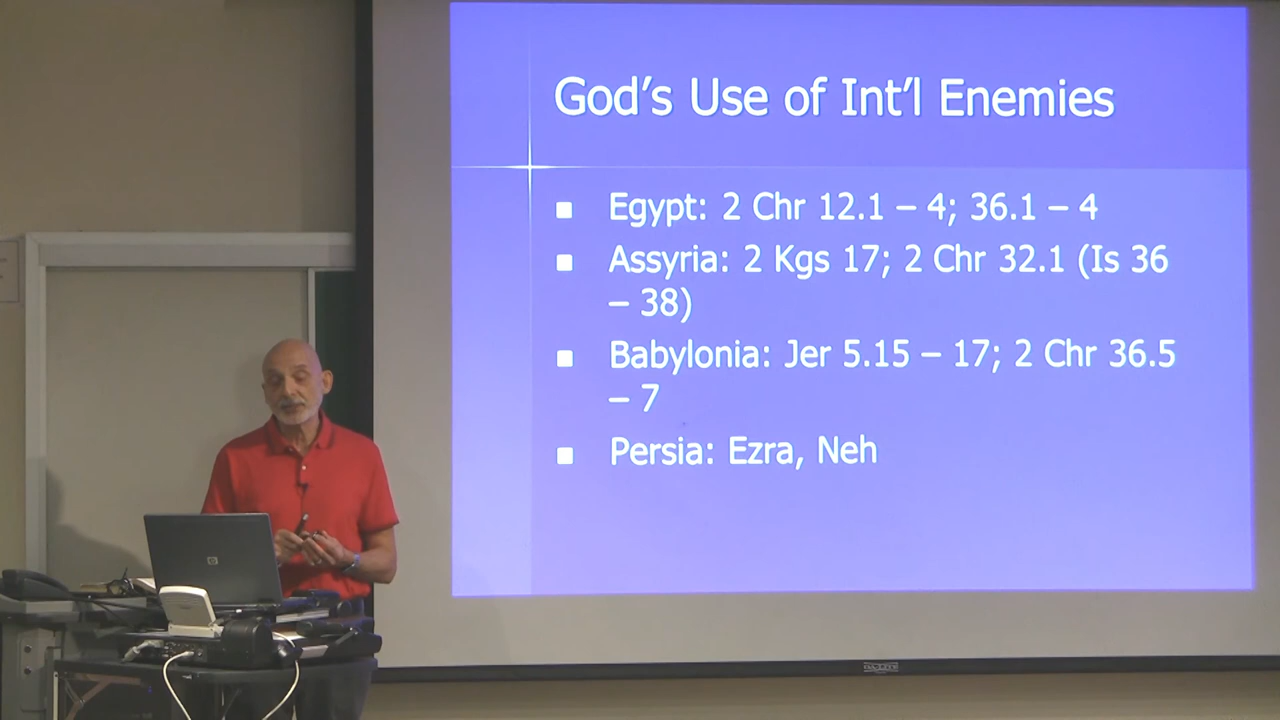 God's Use of Int'l Enemies
Egypt: 2 Chr 12.1 – 4; 36.1 – 4
Assyria: 2 Kgs 17; 2 Chr 32.1 (Is 36
– 38)
Babylonia: Jer 5.15 – 17; 2 Chr 36.5
– 7
Persia: Ezra, Neh
hp